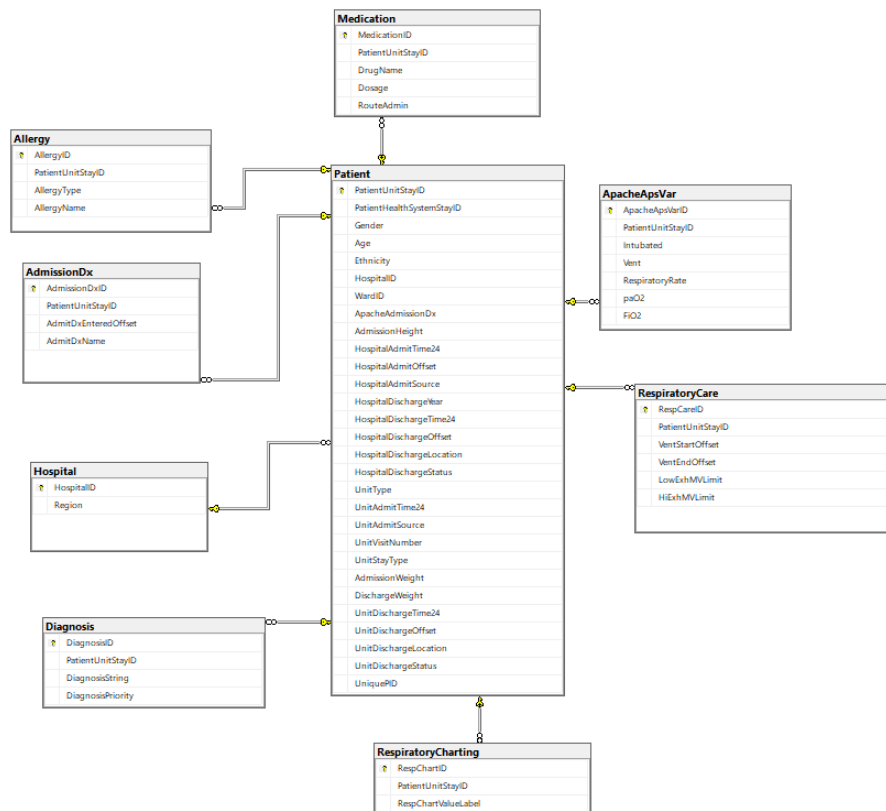 Medication
MedicationID
PatientUnitStayID
DrugName
Dosage
RouteAdmin
Allergy
AllergyID
PatientUnitStayID
AllergyType
AllergyName
Patient
PatientUnitStayID
PatientHealthSystemStayID
Gender
Age
Ethnicity
HospitalID
WardID
ApacheAdmissionDx
AdmissionHeight
HospitalAdmitTime24
HospitalAdmitOffset
HospitalAdmitSource
HospitalDischargeYear
HospitalDischargeTime24
HospitalDischargeOffset
HospitalDischargeLocation
HospitalDischargeStatus
UnitType
UnitAdmitTime24
UnitAdmitSource
UnitVisitNumber
UnitStayType
AdmissionWeight
DischargeWeight
UnitDischargeTime24
UnitDischargeOffset
UnitDischargeLocation
UnitDischargeStatus
UniquePID
ApacheApsVar
ApacheApsVarID
PatientUnitStayID
Intubated
Vent
RespiratoryRate
paO2
FiO2
AdmissionDx
AdmissionDxID
PatientUnitStayID
AdmitDxEnteredOffset
AdmitDxName
RespiratoryCare
RespCareID
PatientUnitStayID
VentStartOffset
VentEndOffset
LowExhMVLimit
HiExhMVLimit
Hospital
HospitalID
Region
Diagnosis
DiagnosisID
PatientUnitStayID
DiagnosisString
DiagnosisPriority
RespiratoryCharting
RespChartID
PatientUnitStayID
RespChartValueLabel